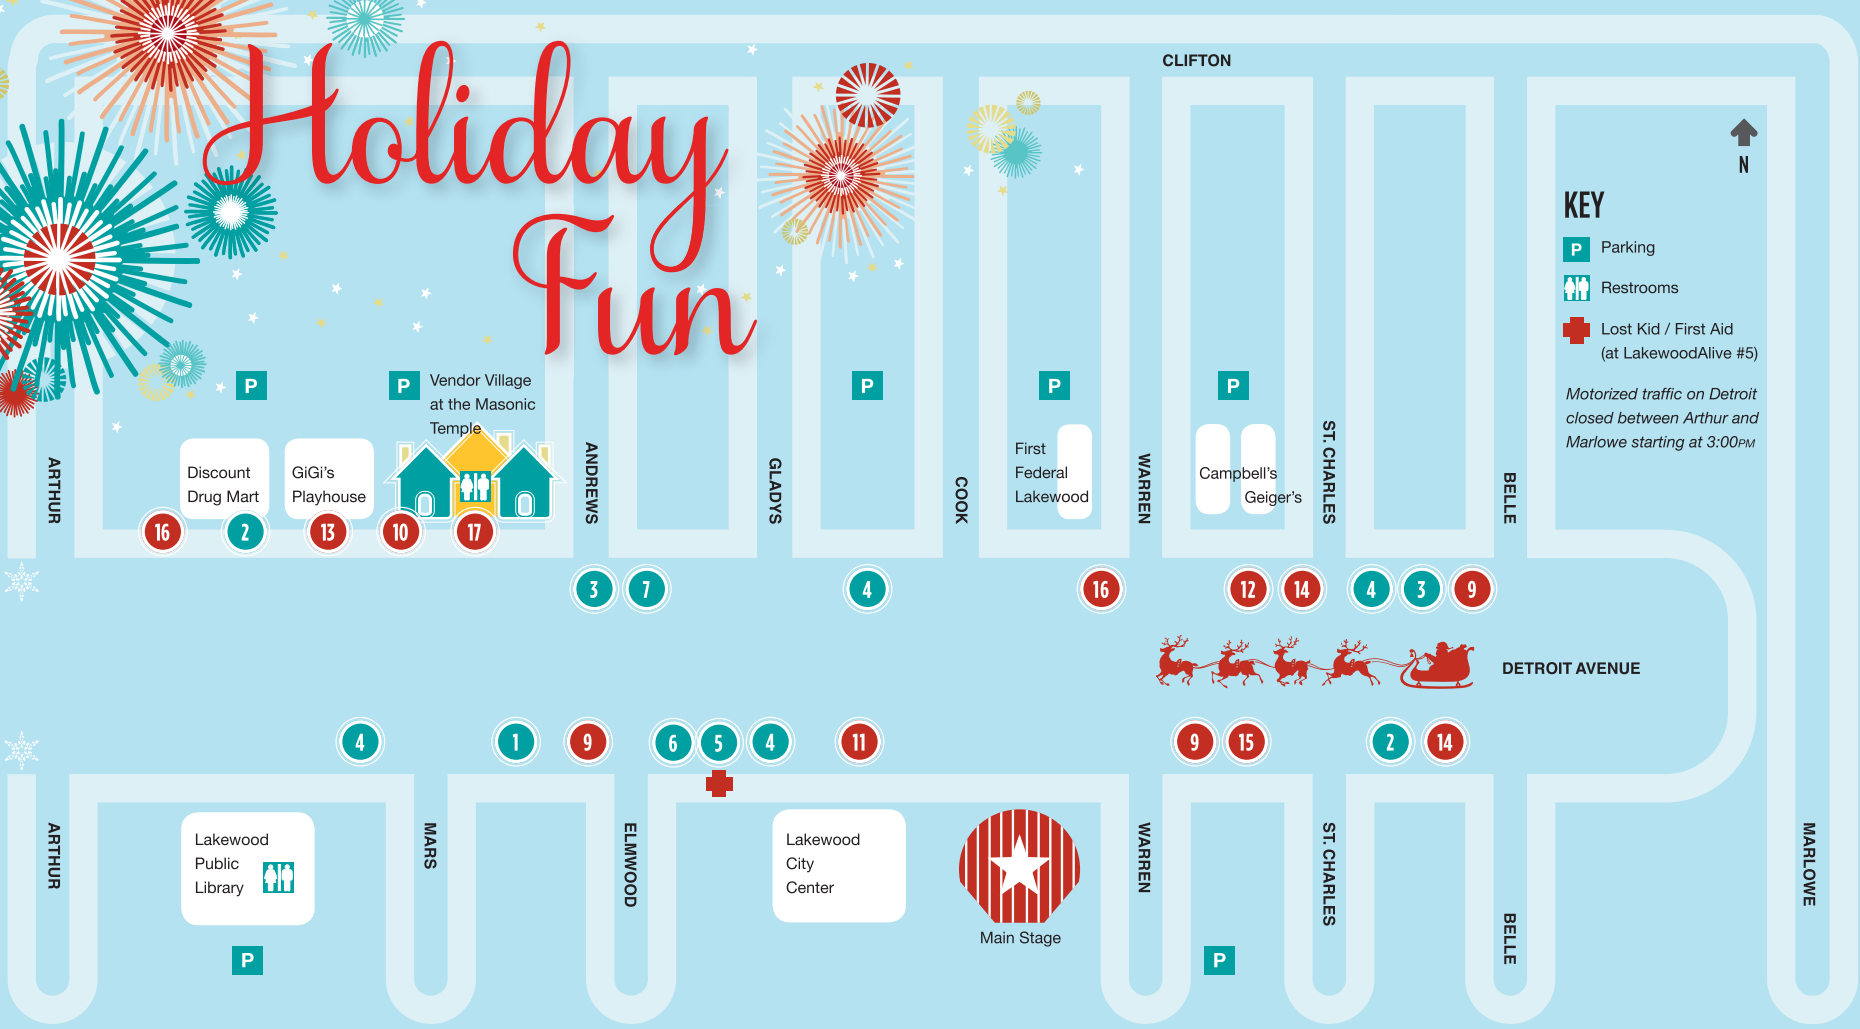 Holiday
Fun
CLIFTON
N
KEY
P Parking
Restrooms
Lost Kid / First Aid
(at LakewoodAlive #5)
Motorized traffic on Detroit
closed between Arthur and
Marlowe starting at 3:00PM
P
P
Vendor Village
at the Masonic
Temple
P
P
P
Discount
Drug Mart
GiGi's
Playhouse
First
Federal
Lakewood
Campbell's
Geiger's
ARTHUR
ANDREWS
GLADYS
COOK
WARREN
ST. CHARLES
BELLE
16
2
13
10
17
3
7
4
16
12
14
4
3
9
DETROIT AVENUE
4
1
9
6
5
4
11
9
15
2
14
ARTHUR
MARS
ELMWOOD
WARREN
ST. CHARLES
BELLE
MARLOWE
Lakewood
Public
Library
Lakewood
City
Center
Main Stage
P
P